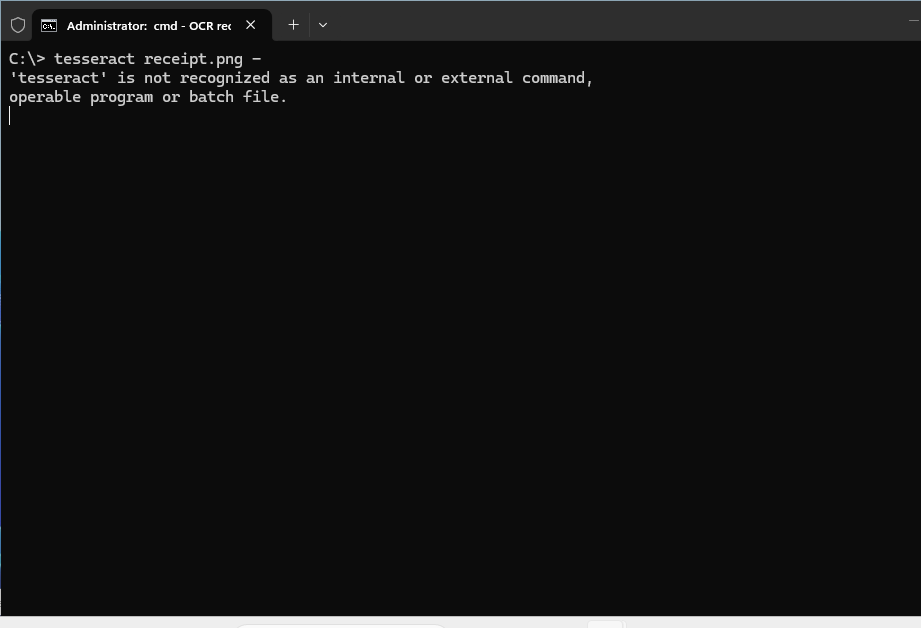 Administrator: cmd - OCR rec
C:\> tesseract receipt.png -
'tesseract' is not recognized as an internal or external command,
operable program or batch file.